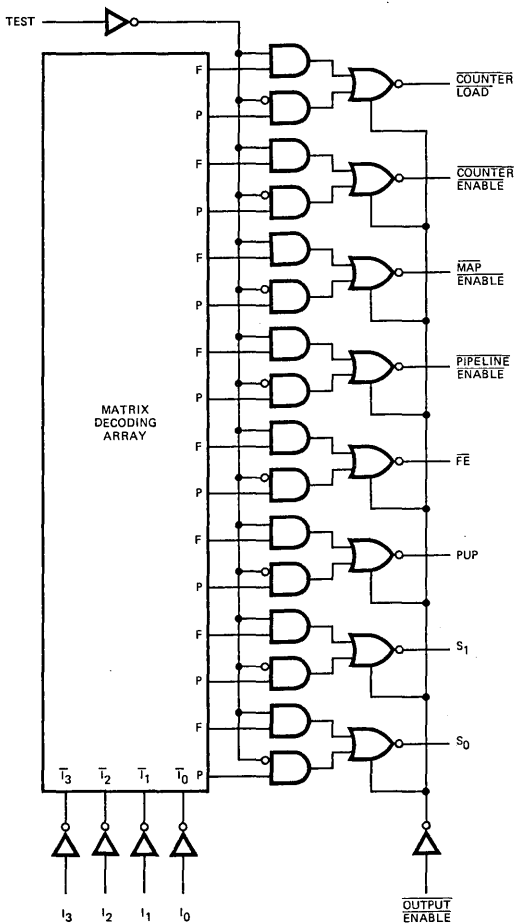 TEST
F
COUNTER
LOAD
P
F
COUNTER
ENABLE
P
F
MAP
ENABLE
P
F
PIPELINE
ENABLE
P
MATRIX
DECODING
ARRAY
F
FE
P
F
PUP
P
F
S1
P
F
S0
I3 I2 I1 I0 P
I3 I2 I1 I0
OUTPUT
ENABLE